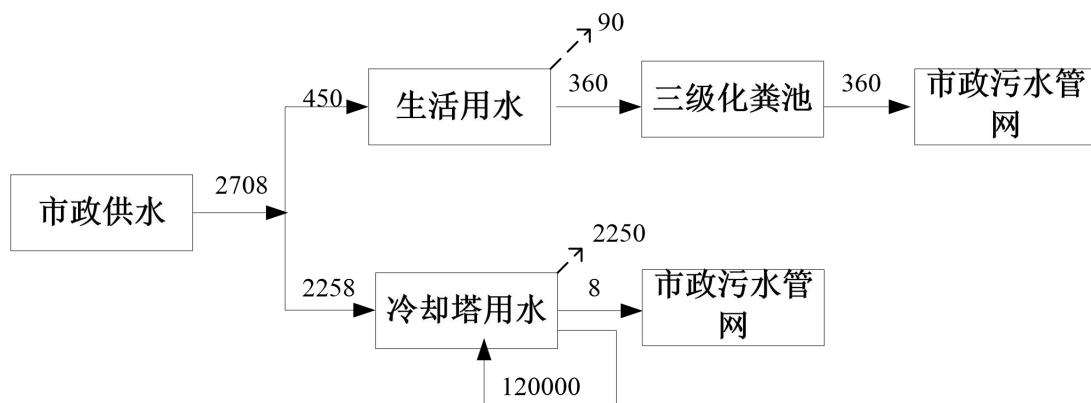 90
450
生活用水
360
三级化粪池
360
市政污水管
网
市政供水
2708
2250
2258
冷却塔用水
8
市政污水管
网
120000